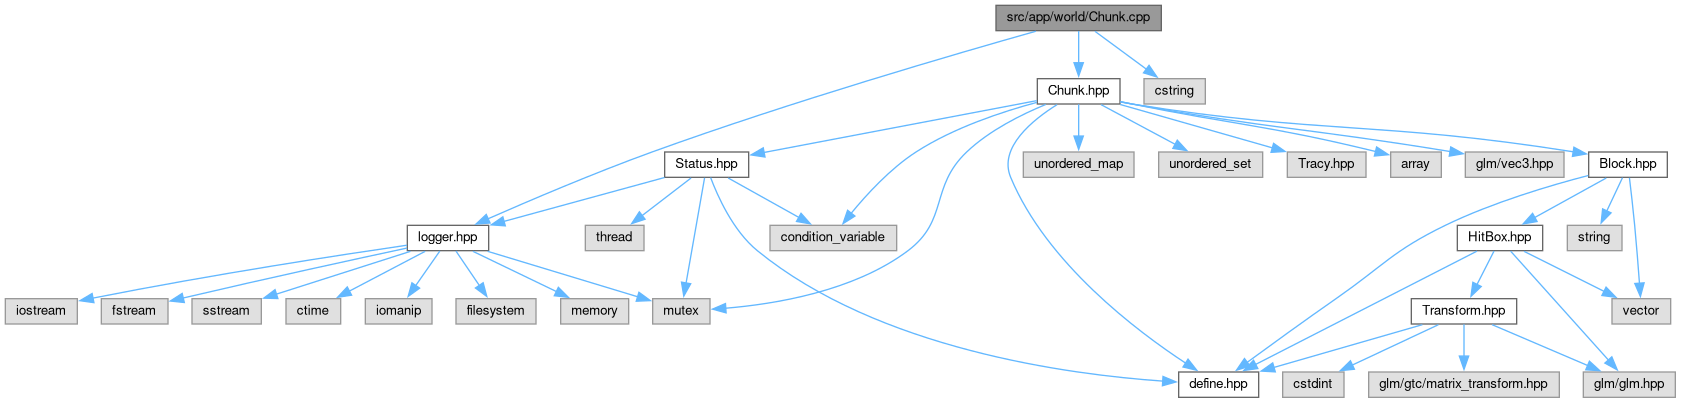 src/app/world/Chunk.cpp
Chunk.hpp
cstring
Status.hpp
unordered_map
unordered_set
Tracy.hpp
array
glm/vec3.hpp
Block.hpp
logger.hpp
thread
condition_variable
HitBox.hpp
string
iostream
fstream
sstream
ctime
iomanip
filesystem
memory
mutex
Transform.hpp
vector
define.hpp
cstdint
glm/gtc/matrix_transform.hpp
glm/glm.hpp